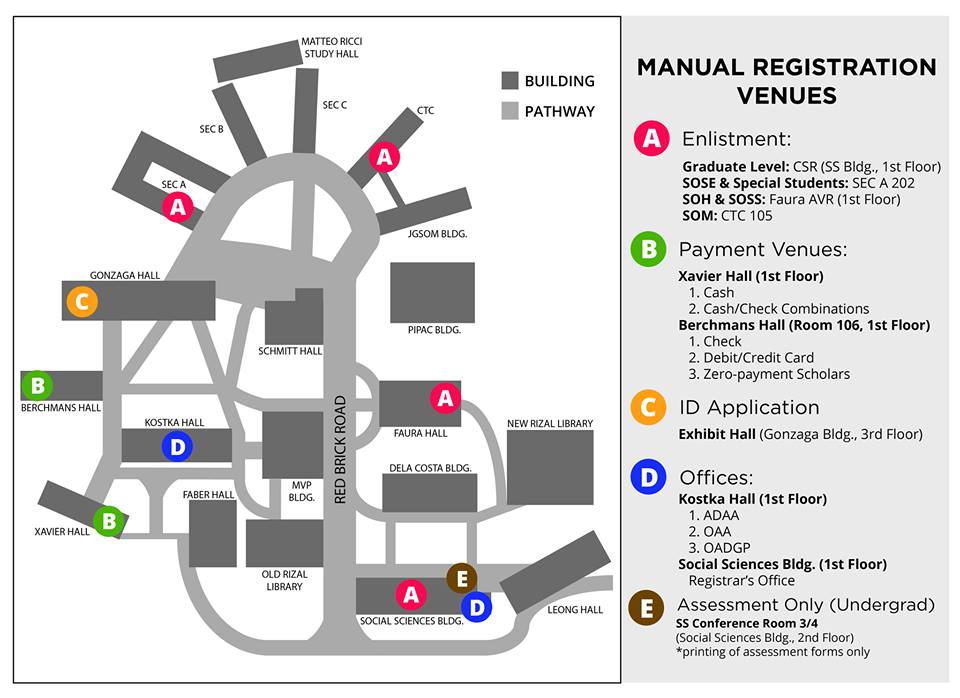 MATTEO RICCI
STUDY HALL
SEC C
SEC B
CTC
A
SEC A
A
JGSOM BLDG.
BUILDING
PATHWAY
GONZAGA HALL
C
PIPAC BLDG.
SCHMITT HALL
B
BERCHMANS HALL
A
FAURA HALL
RED BRICK ROAD
KOSTKA HALL
D
NEW RIZAL LIBRARY
MVP
BLDG.
DELA COSTA BLDG.
FABER HALL
B
XAVIER HALL
OLD RIZAL
LIBRARY
E
A
D
SOCIAL SCIENCES BLDG.
LEONG HALL
MANUAL REGISTRATION
VENUES
A Enlistment:
Graduate Level: CSR (SS Bldg., 1st Floor)
SOSE & Special Students: SEC A 202
SOH & SOSS: Faura AVR (1st Floor)
SOM: CTC 105
B Payment Venues:
Xavier Hall (1st Floor)
1. Cash
2. Cash/Check Combinations
Berchmans Hall (Room 106, 1st Floor)
1. Check
2. Debit/Credit Card
3. Zero-payment Scholars
C ID Application
Exhibit Hall (Gonzaga Bldg., 3rd Floor)
D Offices:
Kostka Hall (1st Floor)
1. ADAA
2. OAA
3. OADGP
Social Sciences Bldg. (1st Floor)
Registrar's Office
E Assessment Only (Undergrad)
SS Conference Room 3/4
(Social Sciences Bldg., 2nd Floor)
*printing of assessment forms only